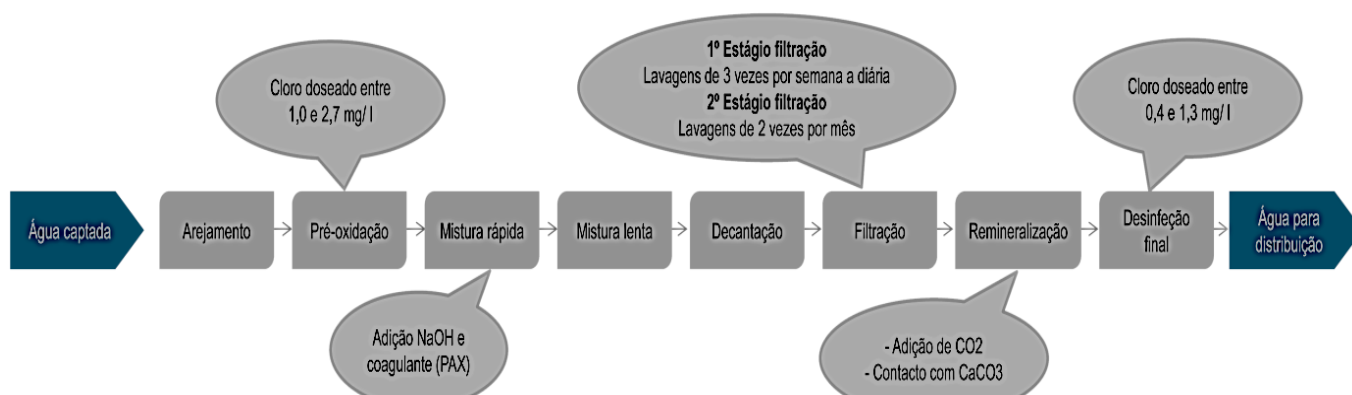 1º Estágio filtração
Lavagens de 3 vezes por semana a diária
2º Estágio filtração
Lavagens de 2 vezes por mês
Cloro doseado entre
1,0 e 2,7 mg/ l
Cloro doseado entre
0,4 e 1,3 mg/ l
Água captada
Arejamento
Pré-oxidação
Mistura rápida
Mistura lenta
Decantação
Filtração
Remineralização
Desinfeção
final
Água para
distribuição
Adição NaOH e
coagulante (PAX)
- Adição de CO2
- Contacto com CaCO3